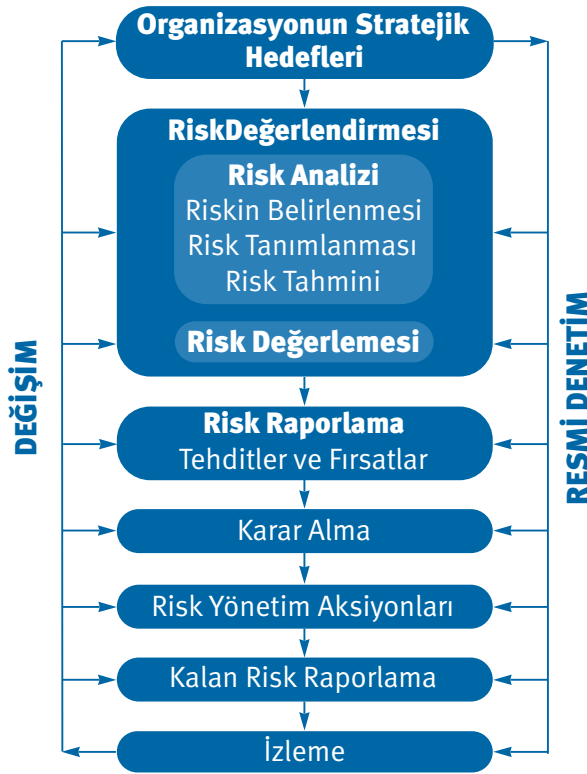 Organizasyonun Stratejik
Hedefleri
RiskDeğerlendirmesi
Risk Analizi
Riskin Belirlenmesi
Risk Tanımlanması
Risk Tahmini
Risk Değerlemesi
Risk Raporlama
Tehditler ve Fırsatlar
Karar Alma
Risk Yönetim Aksiyonları
Kalan Risk Raporlama
İzleme
DEĞİŞİM
RESMİ DENETİM